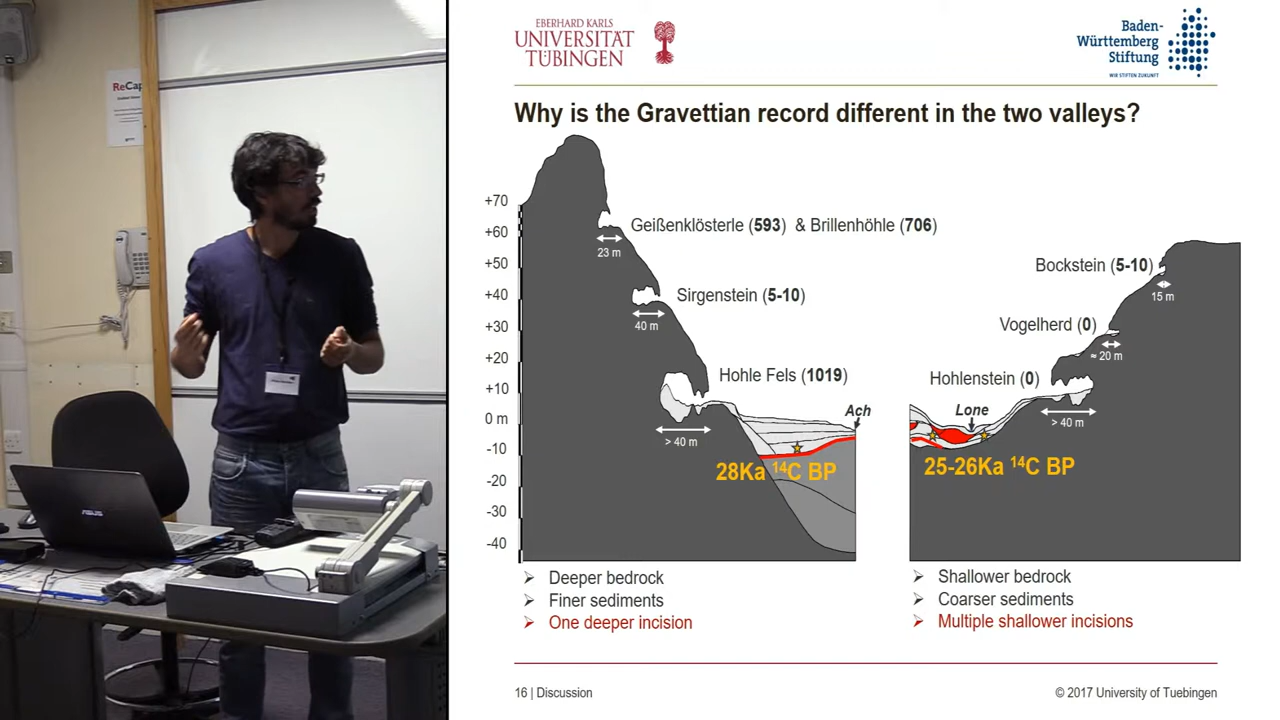 ReCap
EBERHARD KARLS
UNIVERSITÄT
TÜBINGEN
Baden-
Württemberg
Stiftung
WIR STIFTEN ZUKUNFT
Why is the Gravettian record different in the two valleys?
+70
+60
+50
+40
+30
+20
+10
0 m
-10
-20
-30
-40
Geißenklösterle (593) & Brillenhöhle (706)
23 m
Sirgenstein (5-10)
40 m
Hohle Fels (1019)
> 40 m
Ach
28Ka ¹⁴C BP
Bockstein (5-10)
15 m
Vogelherd (0)
≈ 20 m
Hohlenstein (0)
> 40 m
Lone
25-26Ka ¹⁴C BP
➢ Deeper bedrock
➢ Finer sediments
➢ One deeper incision
➢ Shallower bedrock
➢ Coarser sediments
➢ Multiple shallower incisions
16 | Discussion
© 2017 University of Tuebingen
ASUS